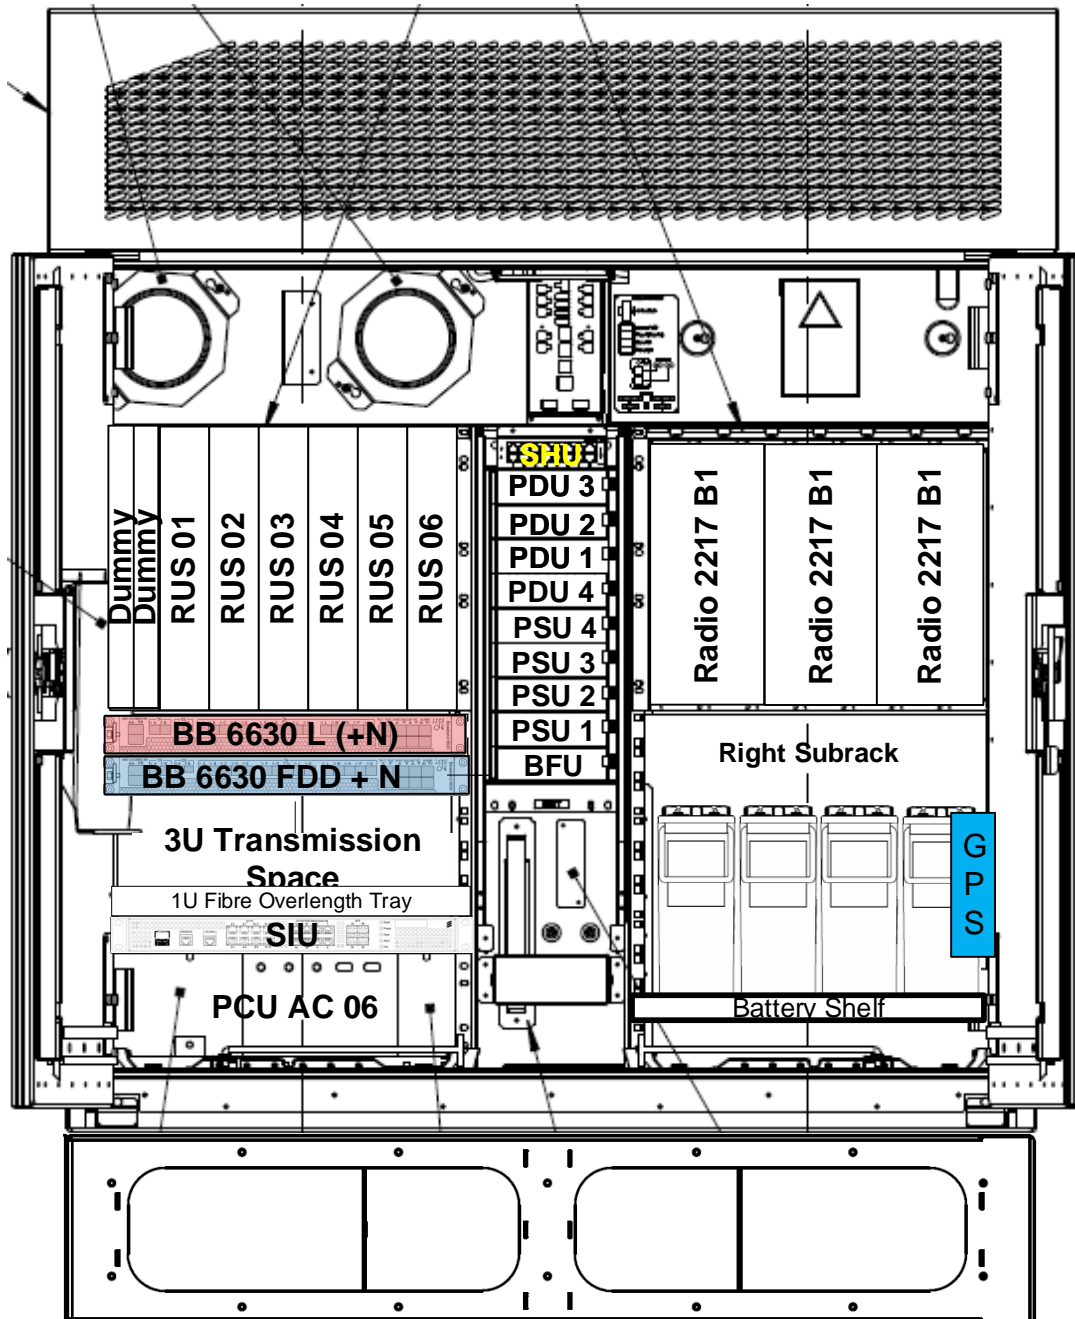 Dummy
Dummy
RUS 01
RUS 02
RUS 03
RUS 04
RUS 05
RUS 06
BB 6630 L (+N)
BB 6630 FDD + N
3U Transmission
Space
1U Fibre Overlength Tray
SIU
PCU AC 06
SHU
PDU 3
PDU 2
PDU 1
PDU 4
PSU 4
PSU 3
PSU 2
PSU 1
BFU
Radio 2217 B1
Radio 2217 B1
Radio 2217 B1
Right Subrack
G
P
S
Battery Shelf